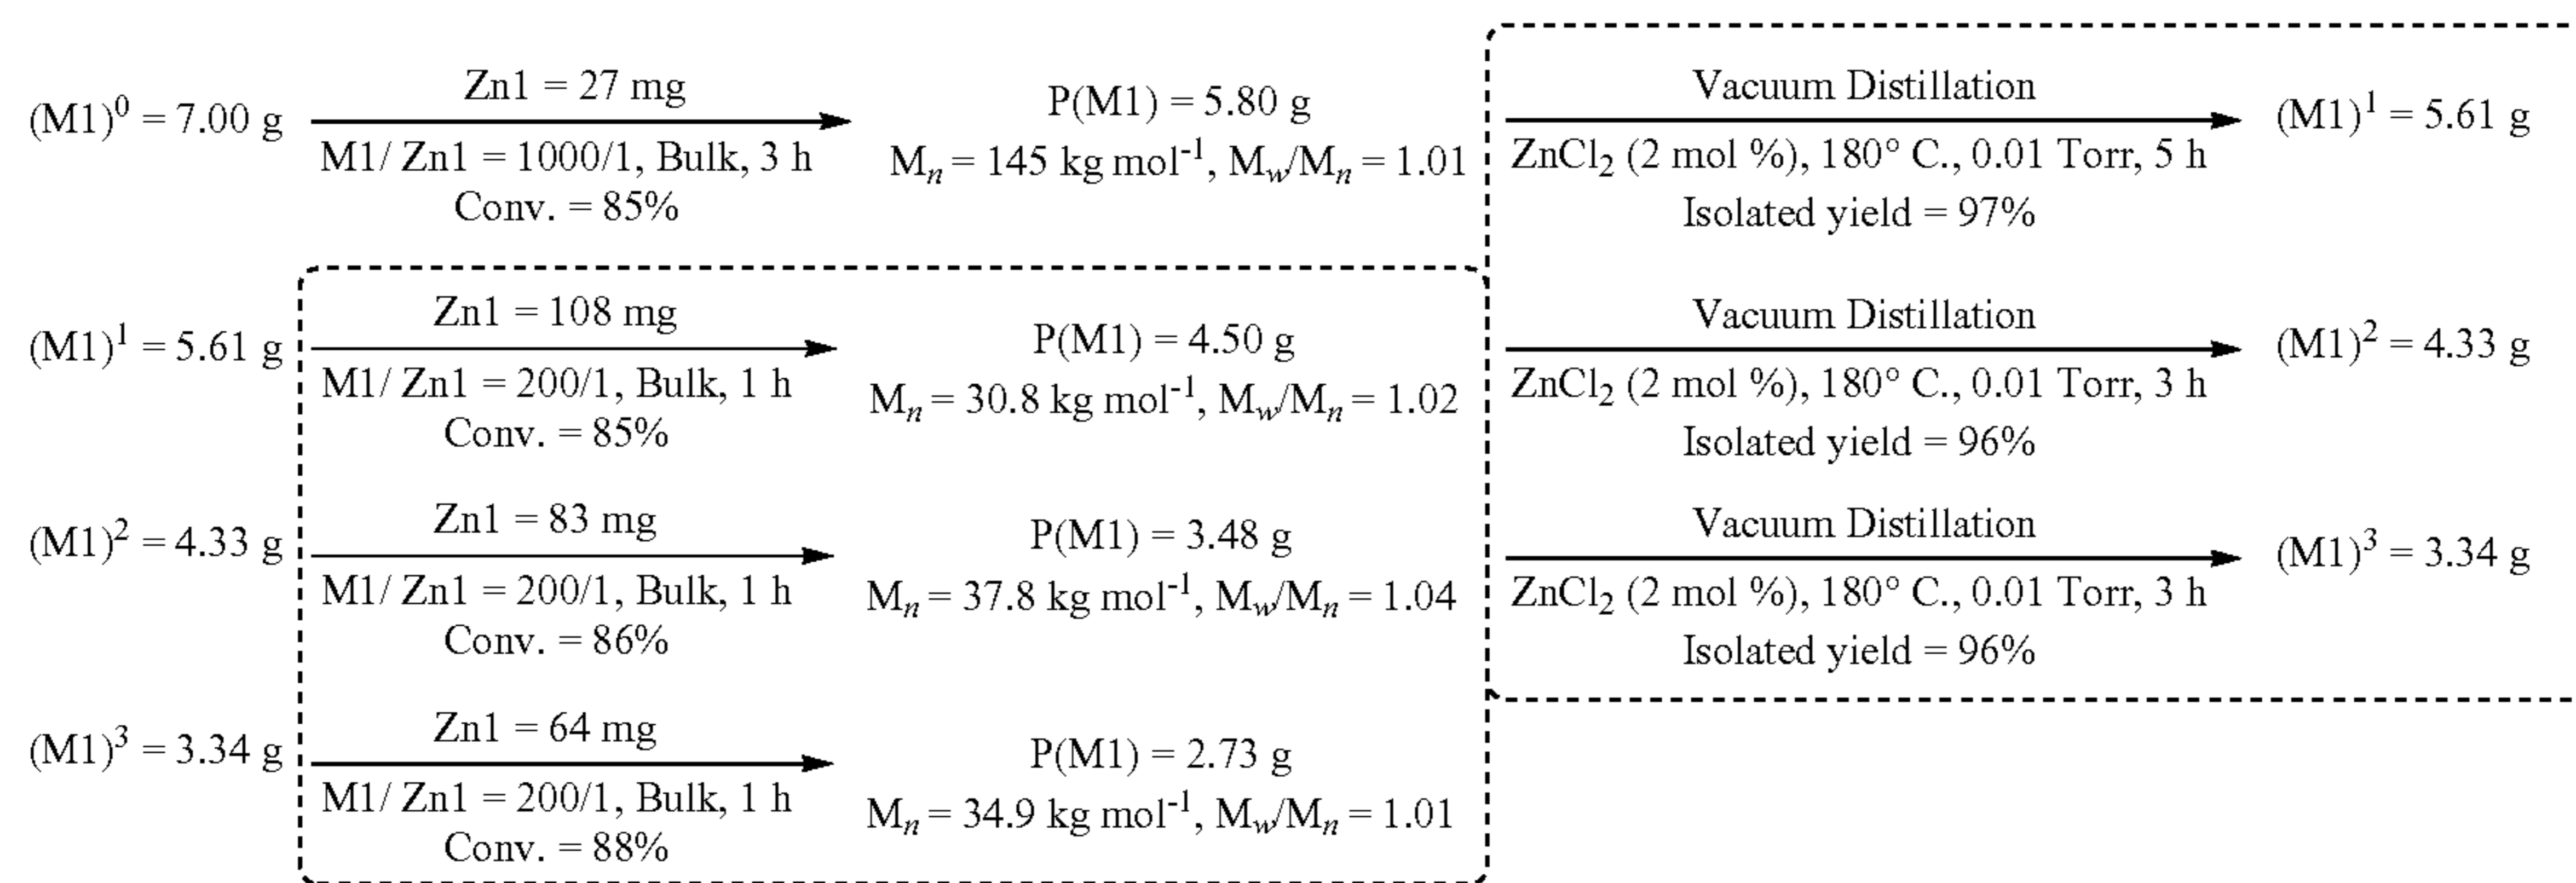 (M1)⁰ = 7.00 g
Zn1 = 27 mg
M1/ Zn1 = 1000/1, Bulk, 3 h
Conv. = 85%
P(M1) = 5.80 g
Mₙ = 145 kg mol⁻¹, M_w/Mₙ = 1.01
Vacuum Distillation
ZnCl₂ (2 mol %), 180° C., 0.01 Torr, 5 h
Isolated yield = 97%
(M1)¹ = 5.61 g
(M1)¹ = 5.61 g
Zn1 = 108 mg
M1/ Zn1 = 200/1, Bulk, 1 h
Conv. = 85%
P(M1) = 4.50 g
Mₙ = 30.8 kg mol⁻¹, M_w/Mₙ = 1.02
Vacuum Distillation
ZnCl₂ (2 mol %), 180° C., 0.01 Torr, 3 h
Isolated yield = 96%
(M1)² = 4.33 g
(M1)² = 4.33 g
Zn1 = 83 mg
M1/ Zn1 = 200/1, Bulk, 1 h
Conv. = 86%
P(M1) = 3.48 g
Mₙ = 37.8 kg mol⁻¹, M_w/Mₙ = 1.04
Vacuum Distillation
ZnCl₂ (2 mol %), 180° C., 0.01 Torr, 3 h
Isolated yield = 96%
(M1)³ = 3.34 g
(M1)³ = 3.34 g
Zn1 = 64 mg
M1/ Zn1 = 200/1, Bulk, 1 h
Conv. = 88%
P(M1) = 2.73 g
Mₙ = 34.9 kg mol⁻¹, M_w/Mₙ = 1.01